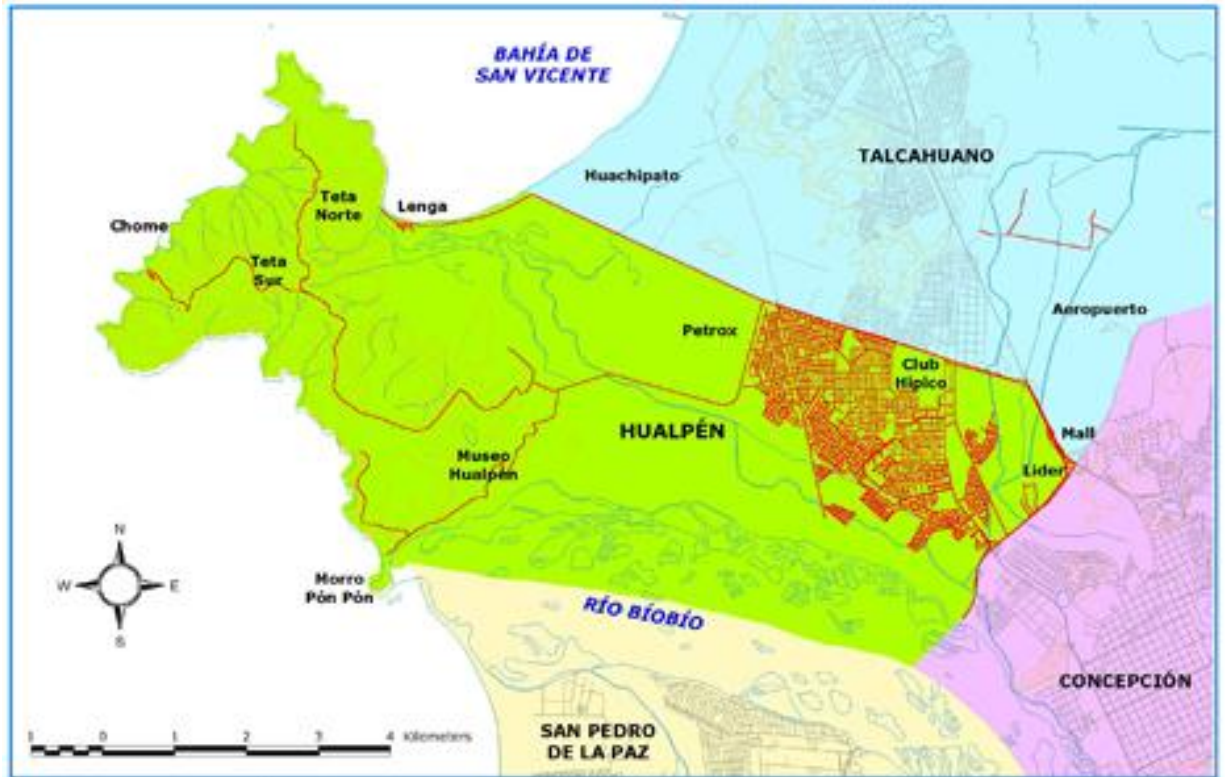 BAHÍA DE
SAN VICENTE
TALCAHUANO
Huachipato
Teta
Norte
Lenga
Chome
Teta
Sur
Aeropuerto
Petrox
Club
Hipico
HUALPÉN
Mall
Museo
Hualpén
Lider
N
W
E
S
Morro
Pón Pón
RÍO BÍOBÍO
CONCEPCIÓN
SAN PEDRO
DE LA PAZ
1 0 1 2 3 4 Kilometers